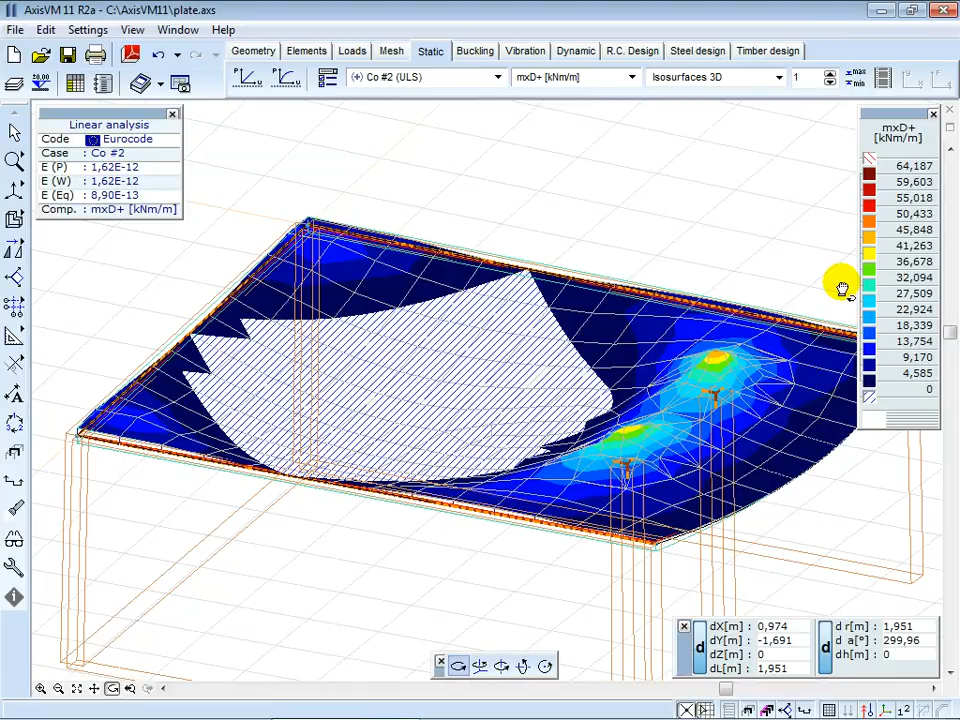 AxisVM 11 R2a - C:\AxisVM11\plate.axs
File Edit Settings View Window Help
Geometry Elements Loads Mesh Static Buckling Vibration Dynamic R.C. Design Steel design Timber design
Co #2 (ULS) mxD+ [kNm/m] Isosurfaces 3D 1 max min
Linear analysis
Code : Eurocode
Case : Co #2
E (P) : 1,62E-12
E (W) : 1,62E-12
E (Eq) : 8,90E-13
Comp. : mxD+ [kNm/m]
mxD+
[kNm/m]
64,187
59,603
55,018
50,433
45,848
41,263
36,678
32,094
27,509
22,924
18,339
13,754
9,170
4,585
0
dX[m] : 0,974
dY[m] : -1,691
dZ[m] : 0
dL[m] : 1,951
d r[m] : 1,951
d a[°] : 299,96
d h[m] : 0